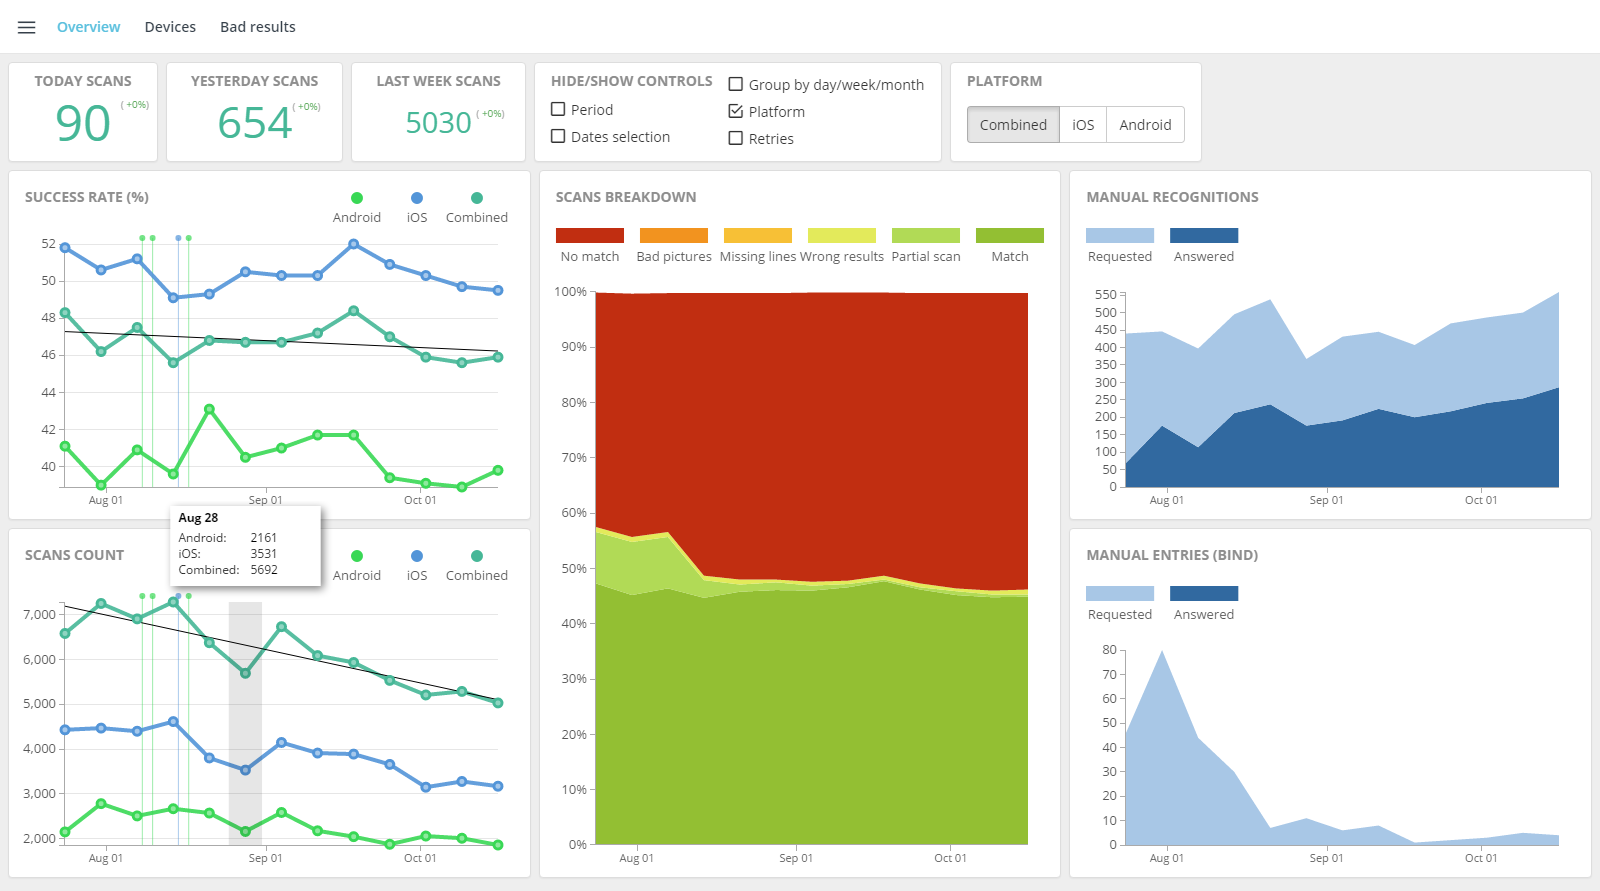 Overview Devices Bad results
TODAY SCANS
90 ( +0%)
YESTERDAY SCANS
654 ( +0%)
LAST WEEK SCANS
5030 ( +0%)
HIDE/SHOW CONTROLS
Period
Dates selection
Group by day/week/month
Platform
Retries
PLATFORM
Combined iOS Android
SUCCESS RATE (%)
Android iOS Combined
52
50
48
46
44
42
40
Aug 01 Sep 01 Oct 01
SCANS COUNT
Android iOS Combined
Aug 28
Android: 2161
iOS: 3531
Combined: 5692
7,000
6,000
5,000
4,000
3,000
2,000
Aug 01 Sep 01 Oct 01
SCANS BREAKDOWN
No match Bad pictures Missing lines Wrong results Partial scan Match
100%
90%
80%
70%
60%
50%
40%
30%
20%
10%
0%
Aug 01 Sep 01 Oct 01
MANUAL RECOGNITIONS
Requested Answered
550
500
450
400
350
300
250
200
150
100
50
0
Aug 01 Sep 01 Oct 01
MANUAL ENTRIES (BIND)
Requested Answered
80
70
60
50
40
30
20
10
0
Aug 01 Sep 01 Oct 01